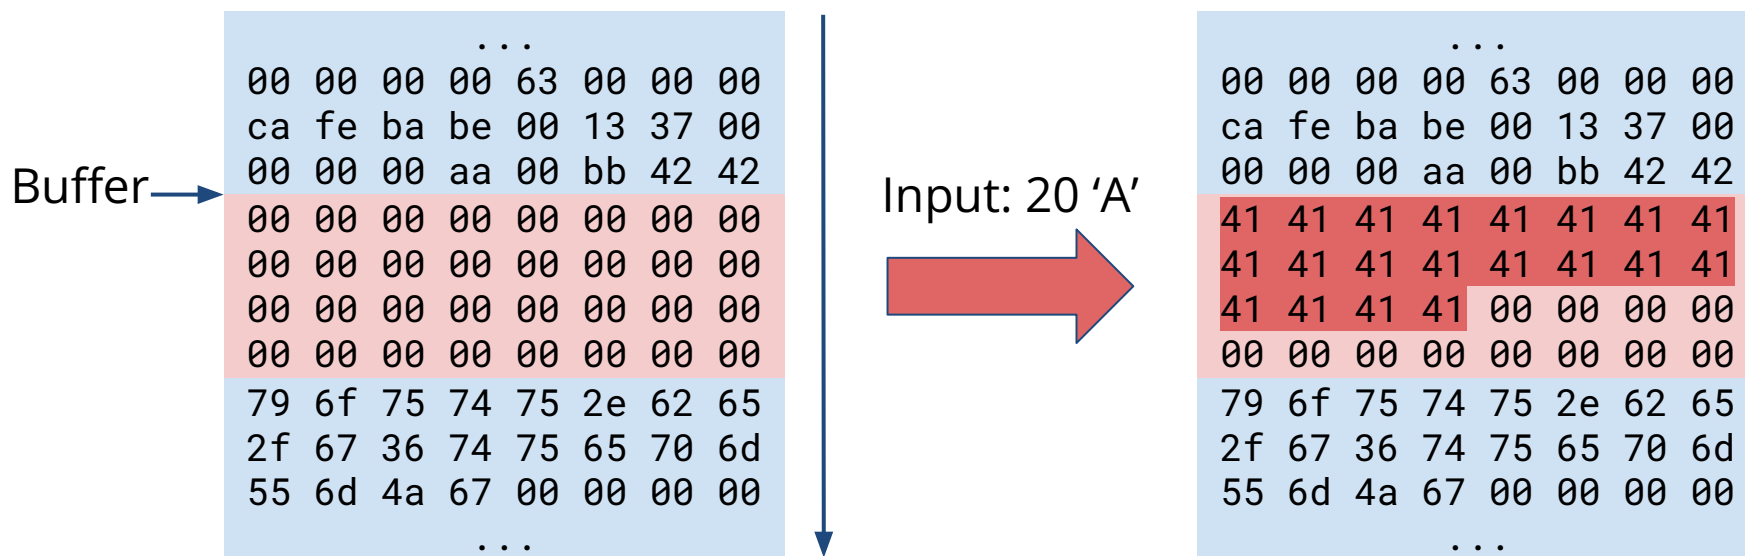 ...
00 00 00 00 63 00 00 00
ca fe ba be 00 13 37 00
00 00 00 aa 00 bb 42 42
00 00 00 00 00 00 00 00
00 00 00 00 00 00 00 00
00 00 00 00 00 00 00 00
00 00 00 00 00 00 00 00
79 6f 75 74 75 2e 62 65
2f 67 36 74 75 65 70 6d
55 6d 4a 67 00 00 00 00
...
Buffer
Input: 20 ‘A’
...
00 00 00 00 63 00 00 00
ca fe ba be 00 13 37 00
00 00 00 aa 00 bb 42 42
41 41 41 41 41 41 41 41
41 41 41 41 41 41 41 41
41 41 41 41 00 00 00 00
00 00 00 00 00 00 00 00
79 6f 75 74 75 2e 62 65
2f 67 36 74 75 65 70 6d
55 6d 4a 67 00 00 00 00
...